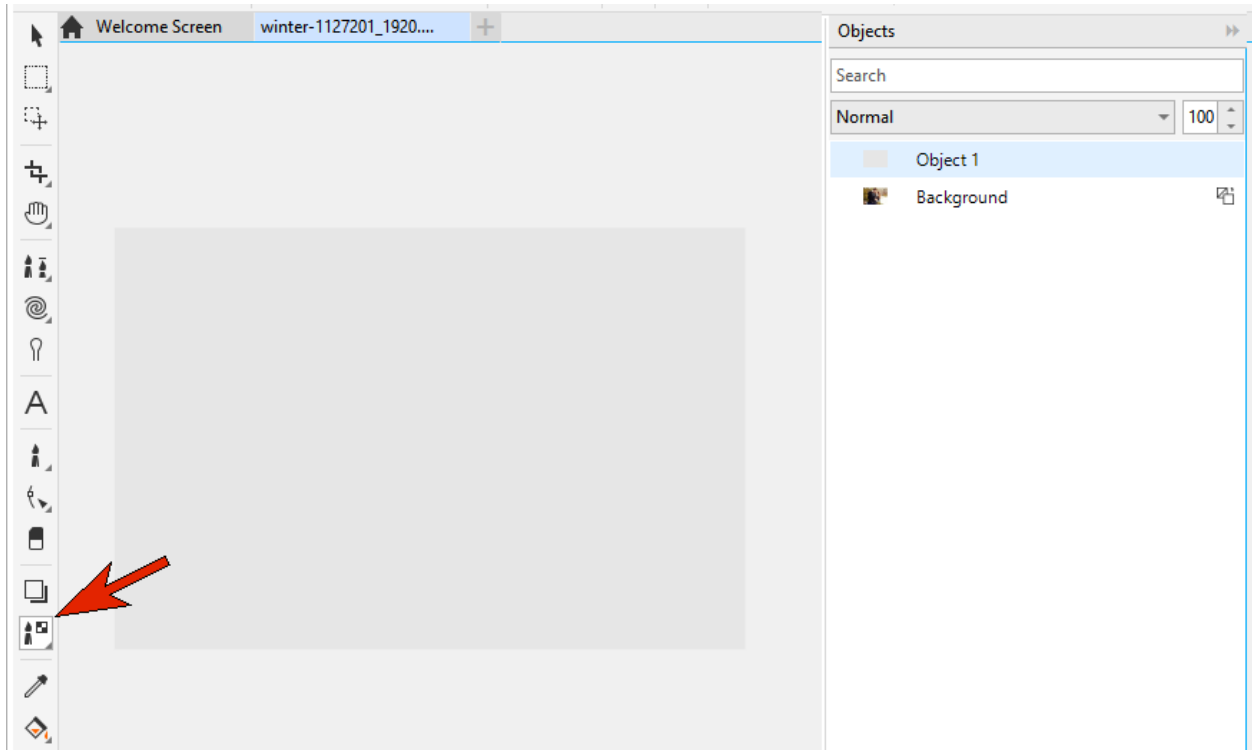 Welcome Screen
winter-1127201_1920....
Objects
Search
Normal
100
Object 1
Background
A